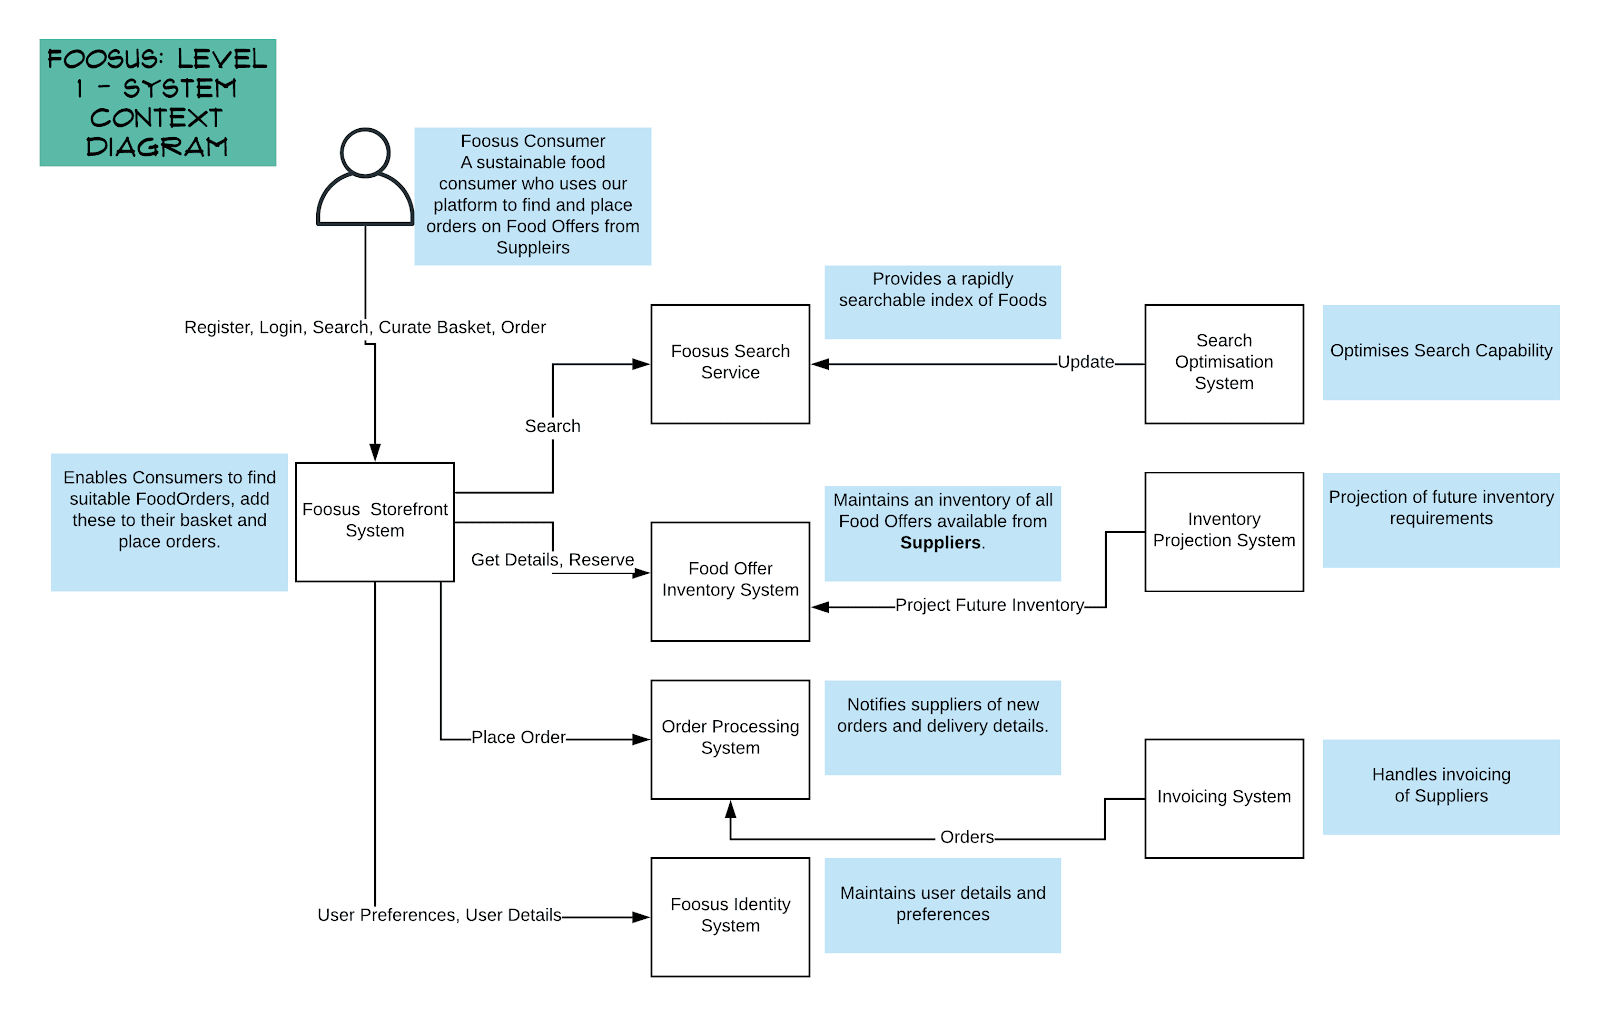 FOOSUS: LEVEL
1 - SYSTEM
CONTEXT
DIAGRAM
Foosus Consumer
A sustainable food
consumer who uses our
platform to find and place
orders on Food Offers from
Suppleirs
Register, Login, Search, Curate Basket, Order
Provides a rapidly
searchable index of Foods
Foosus Search
Service
Update
Search
Optimisation
System
Optimises Search Capability
Search
Enables Consumers to find
suitable FoodOrders, add
these to their basket and
place orders.
Foosus Storefront
System
Get Details, Reserve
Food Offer
Inventory System
Maintains an inventory of all
Food Offers available from
Suppliers.
Project Future Inventory
Inventory
Projection System
Projection of future inventory
requirements
Place Order
Order Processing
System
Notifies suppliers of new
orders and delivery details.
Orders
Invoicing System
Handles invoicing
of Suppliers
User Preferences, User Details
Foosus Identity
System
Maintains user details and
preferences